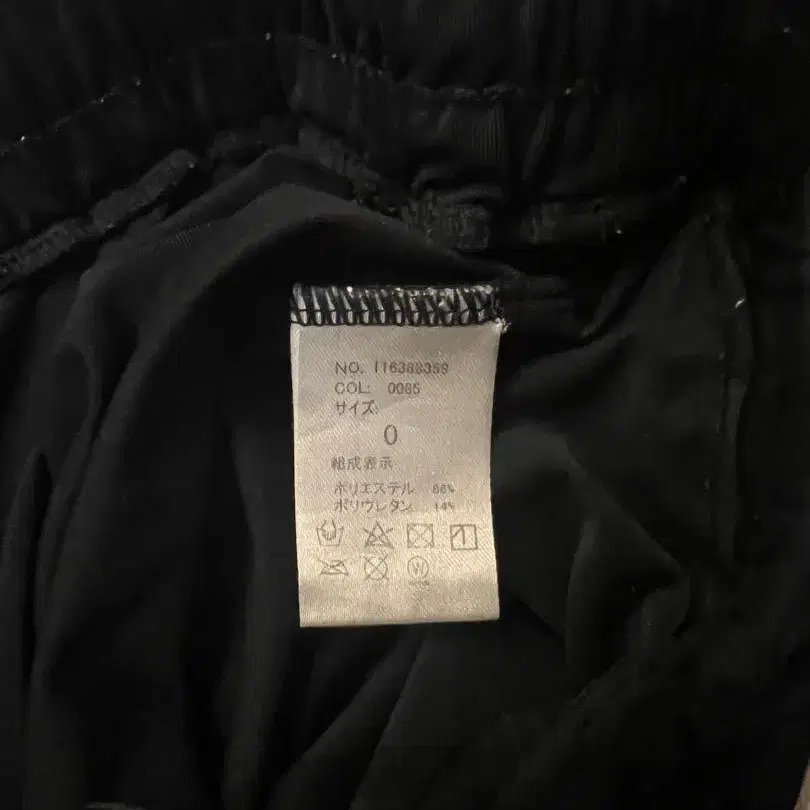 NO. I16383359
COL: 0085
サイズ:
0
組成表示
ポリエステル 86%
ポリウレタン 14%
W